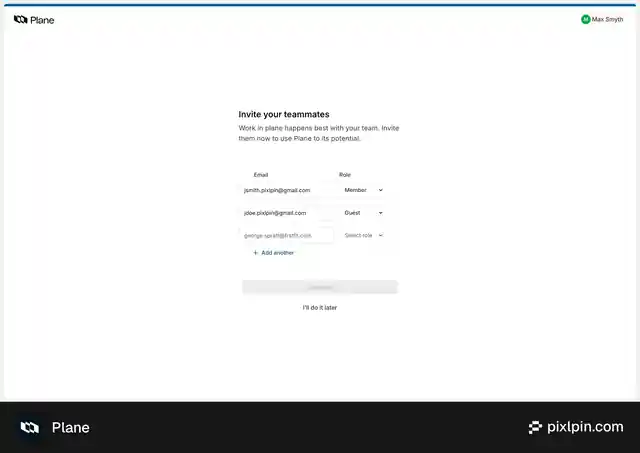 Plane
M Max Smyth
Invite your teammates
Work in plane happens best with your team. Invite
them now to use Plane to its potential.
Email Role
jsmith.pixlpin@gmail.com Member
jdoe.pixlpin@gmail.com Guest
Select role
+ Add another
I'll do it later
Plane
pixlpin.com